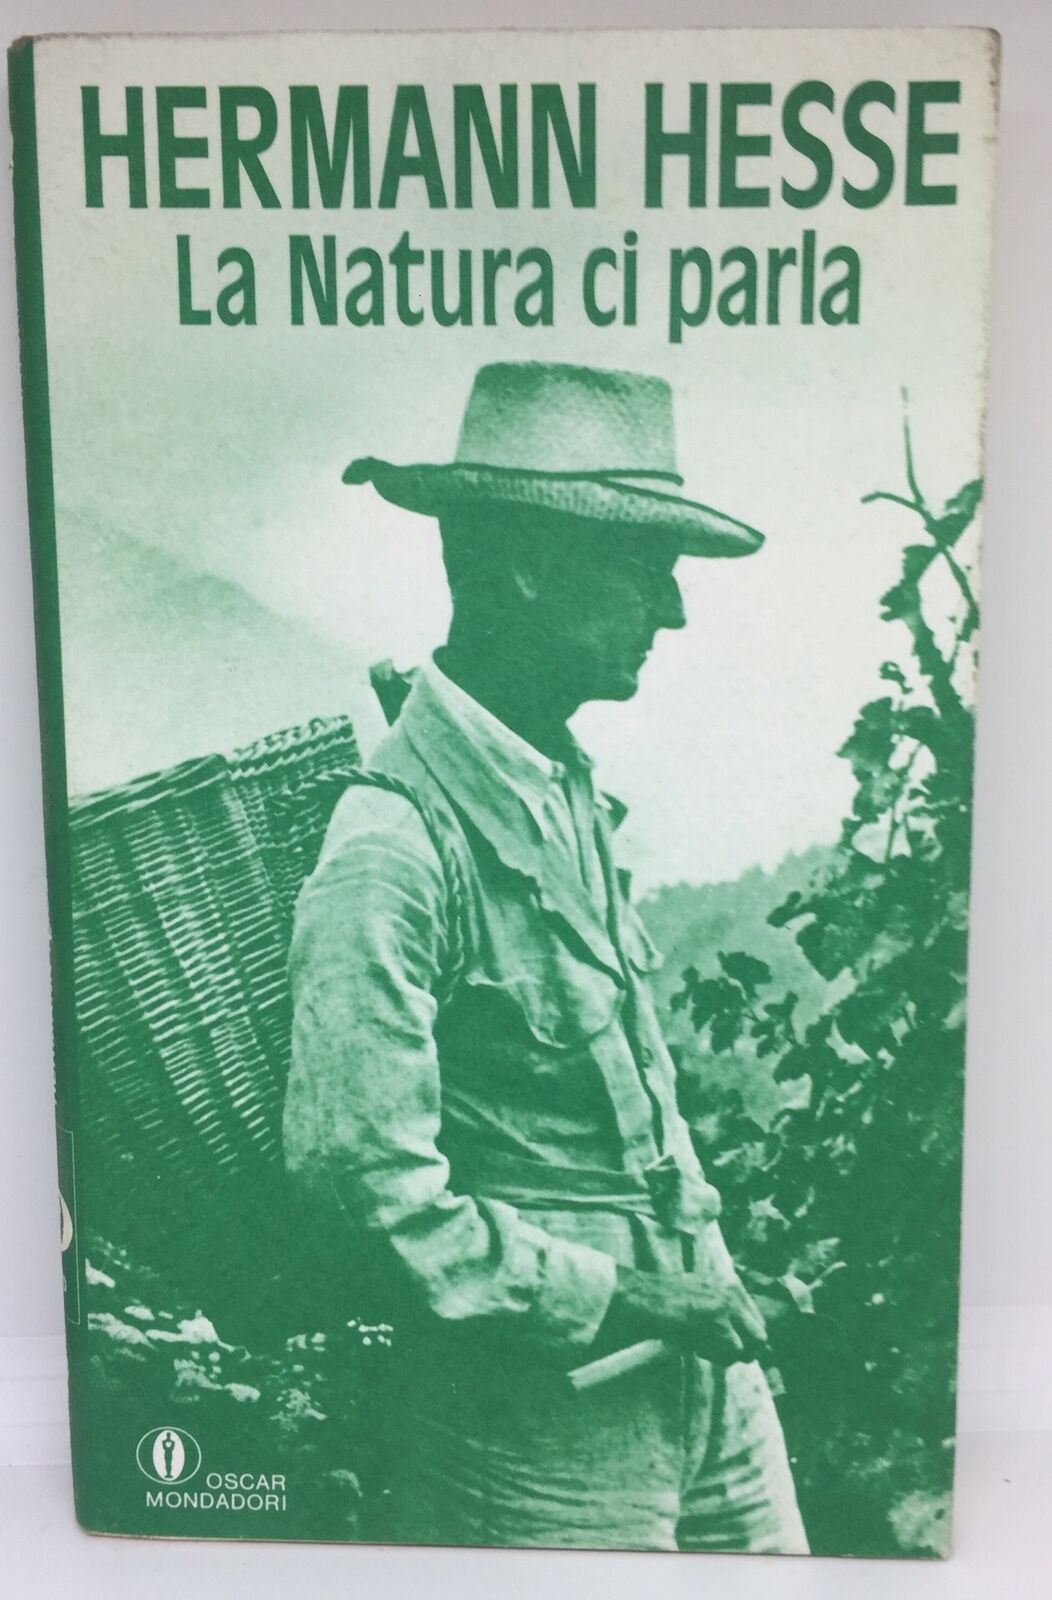 HERMANN HESSE
La Natura ci parla
OSCAR
MONDADORI